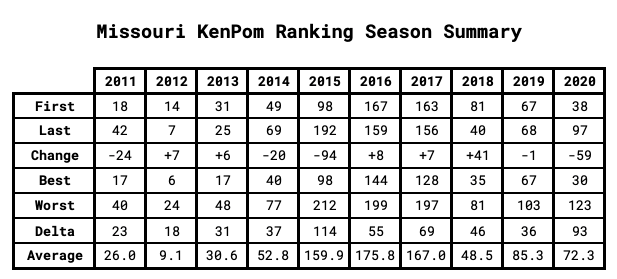 Missouri KenPom Ranking Season Summary
2011 2012 2013 2014 2015 2016 2017 2018 2019 2020
First 18 14 31 49 98 167 163 81 67 38
Last 42 7 25 69 192 159 156 40 68 97
Change -24 +7 +6 -20 -94 +8 +7 +41 -1 -59
Best 17 6 17 40 98 144 128 35 67 30
Worst 40 24 48 77 212 199 197 81 103 123
Delta 23 18 31 37 114 55 69 46 36 93
Average 26.0 9.1 30.6 52.8 159.9 175.8 167.0 48.5 85.3 72.3